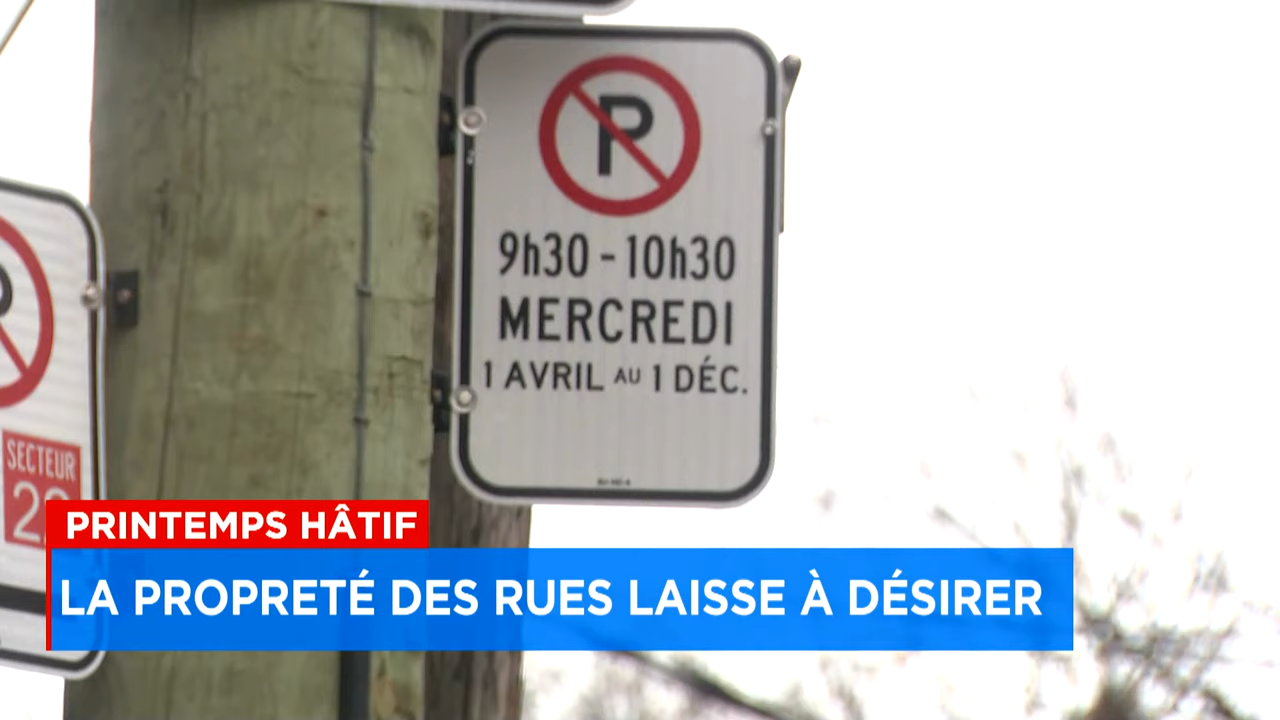 P
9h30 - 10h30
MERCREDI
1 AVRIL AU 1 DÉC.
SECTEUR
PRINTEMPS HÂTIF
LA PROPRETÉ DES RUES LAISSE À DÉSIRER